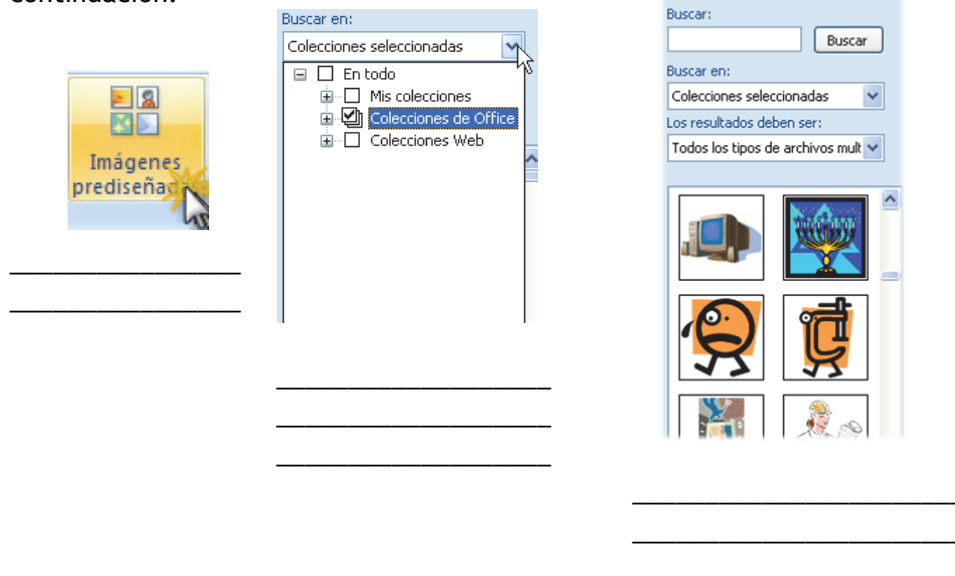 continuación:
Imágenes
prediseñadas
Buscar en:
Colecciones seleccionadas
En todo
Mis colecciones
Colecciones de Office
Colecciones Web
Buscar:
Buscar
Buscar en:
Colecciones seleccionadas
Los resultados deben ser:
Todos los tipos de archivos mult